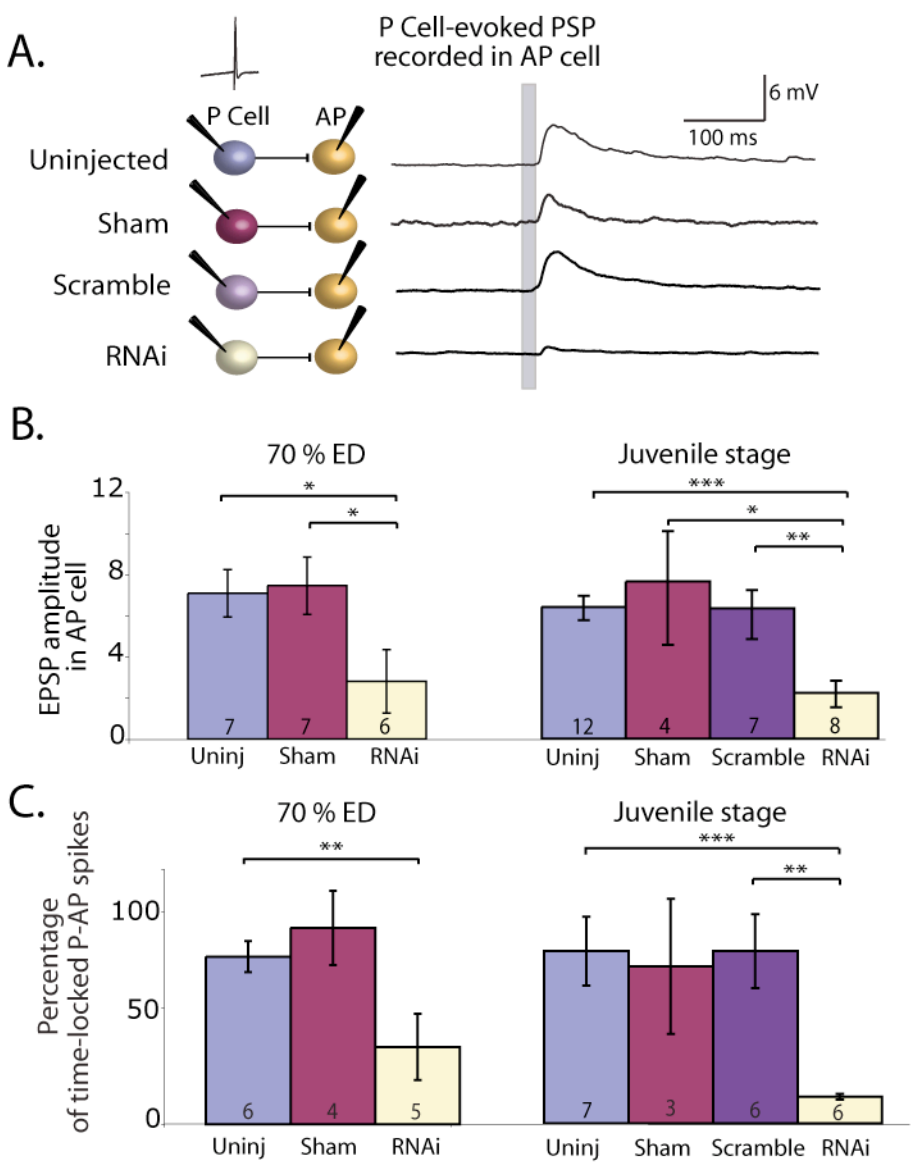 A.
P Cell-evoked PSP
recorded in AP cell
6 mV
100 ms
P Cell
AP
Uninjected
Sham
Scramble
RNAi
B.
70 % ED
Juvenile stage
*
*
***
*
**
EPSP amplitude
in AP cell
12
8
4
0
7
7
6
12
4
7
8
Uninj
Sham
RNAi
Uninj
Sham
Scramble
RNAi
C.
70 % ED
Juvenile stage
**
***
**
Percentage
of time-locked P-AP spikes
100
50
0
6
4
5
7
3
6
6
Uninj
Sham
RNAi
Uninj
Sham
Scramble
RNAi